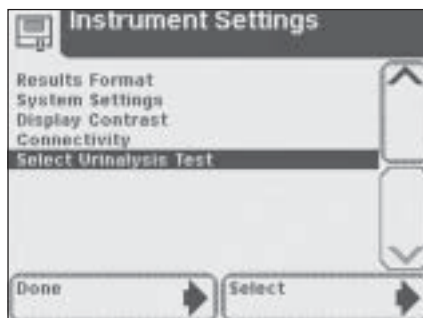 Instrument Settings
Results Format
System Settings
Display Contrast
Connectivity
Select Urinalysis Test
Done
Select